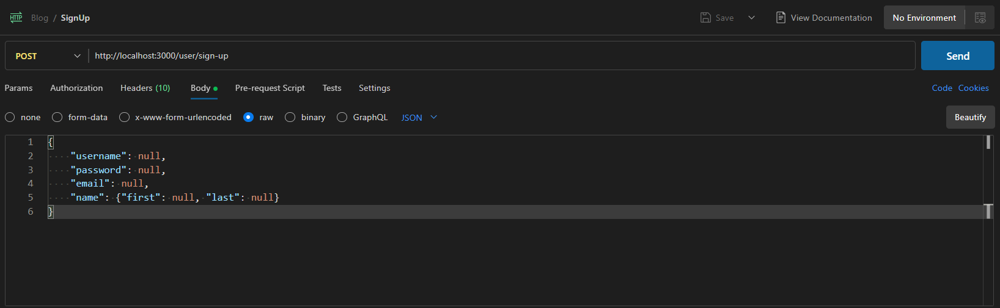 HTTP Blog / SignUp Save View Documentation No Environment
POST http://localhost:3000/user/sign-up Send
Params Authorization Headers (10) Body Pre-request Script Tests Settings Code Cookies
none form-data x-www-form-urlencoded raw binary GraphQL JSON Beautify
1 {
2 "username": null,
3 "password": null,
4 "email": null,
5 "name": {"first": null, "last": null}
6 }